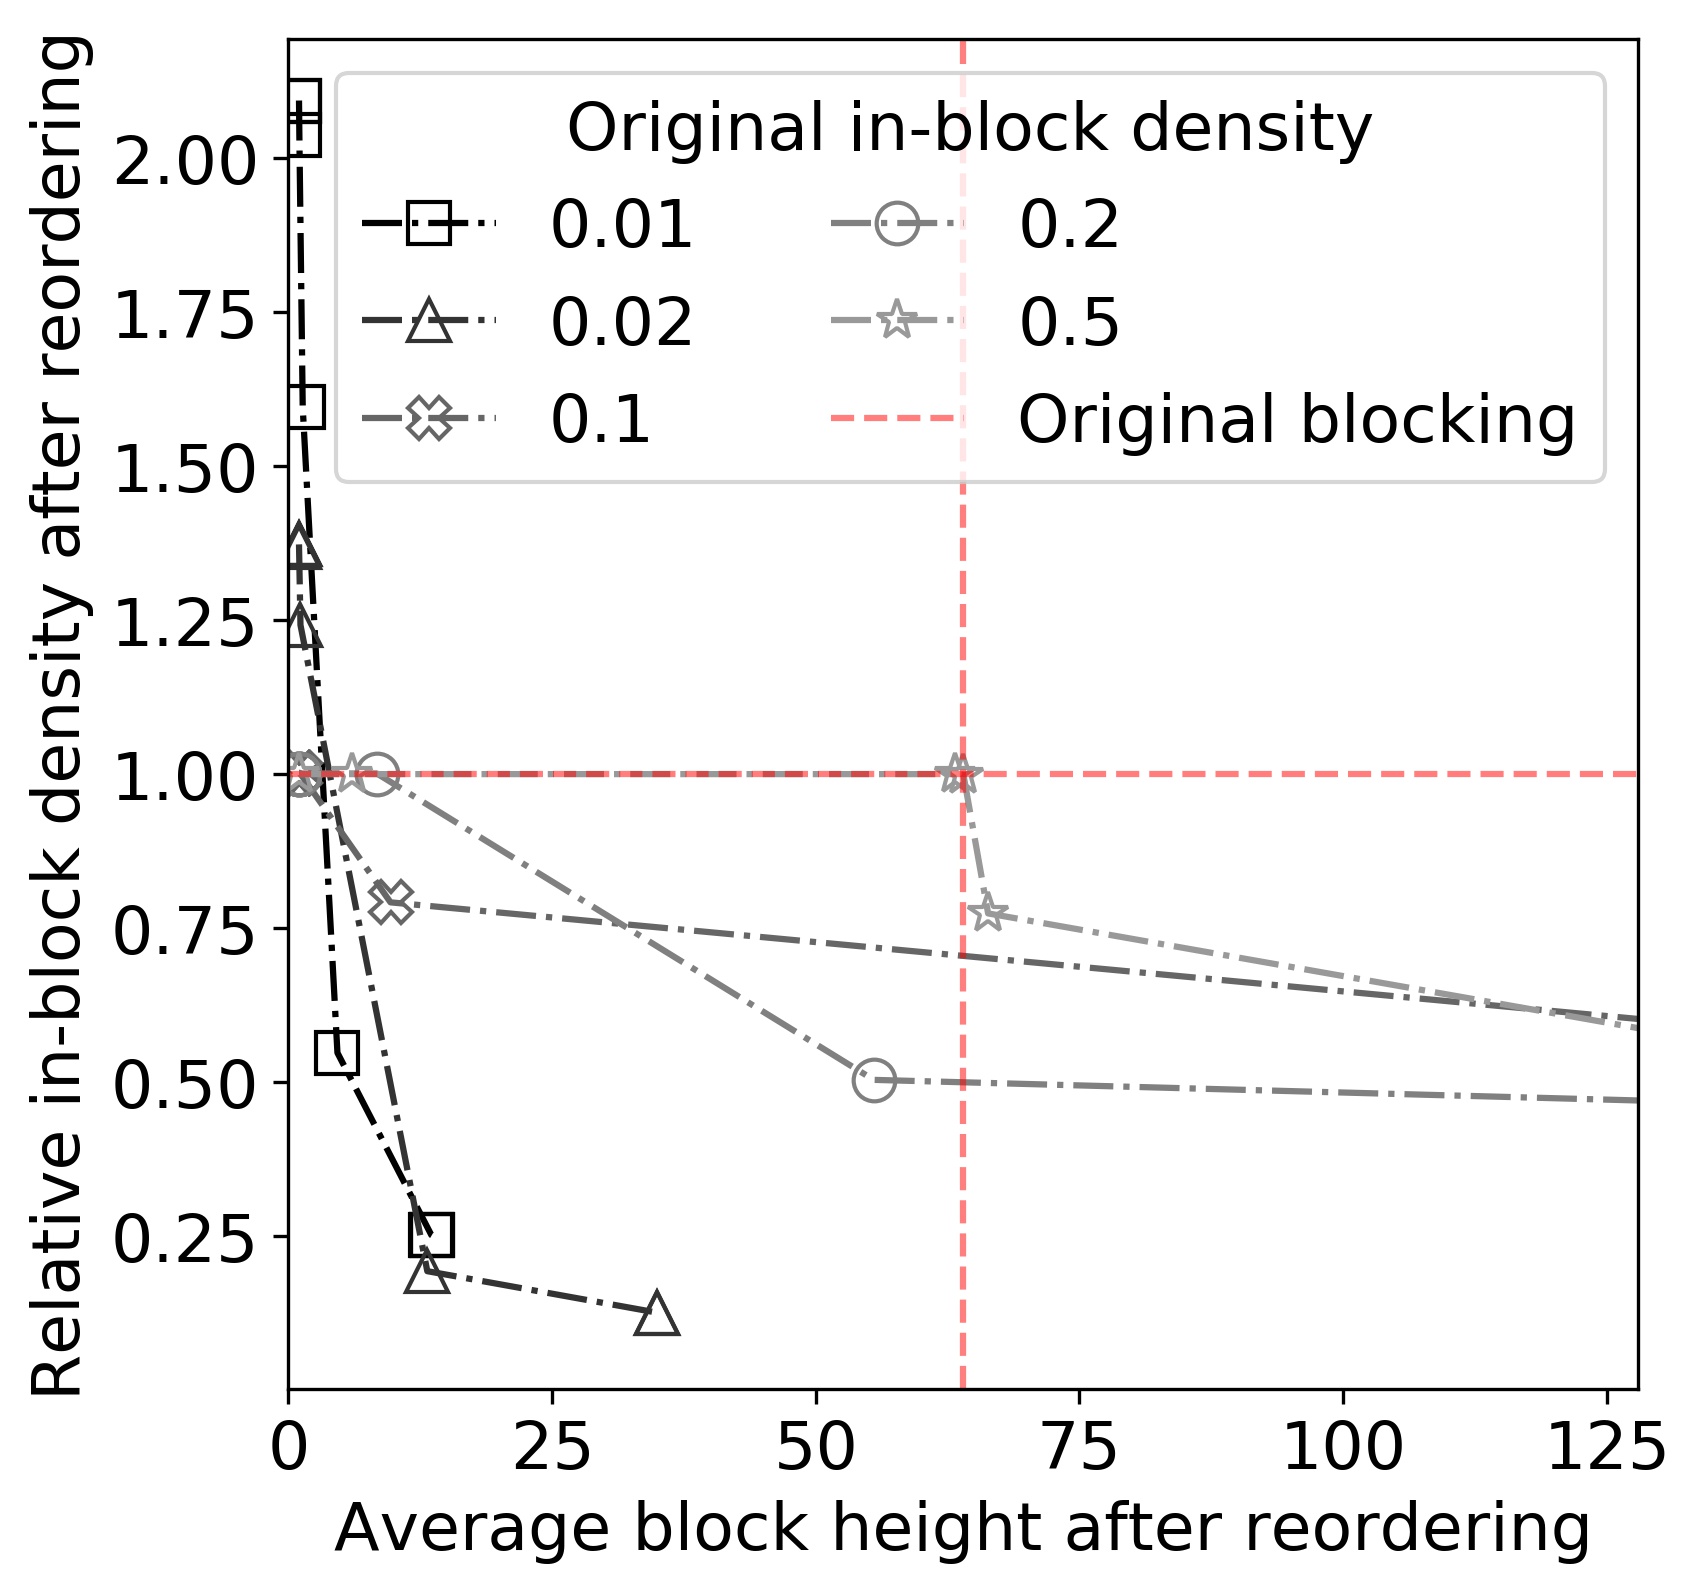 Relative in-block density after reordering
2.00
1.75
1.50
1.25
1.00
0.75
0.50
0.25
Original in-block density
0.01
0.02
0.1
0.2
0.5
Original blocking
0 25 50 75 100 125
Average block height after reordering